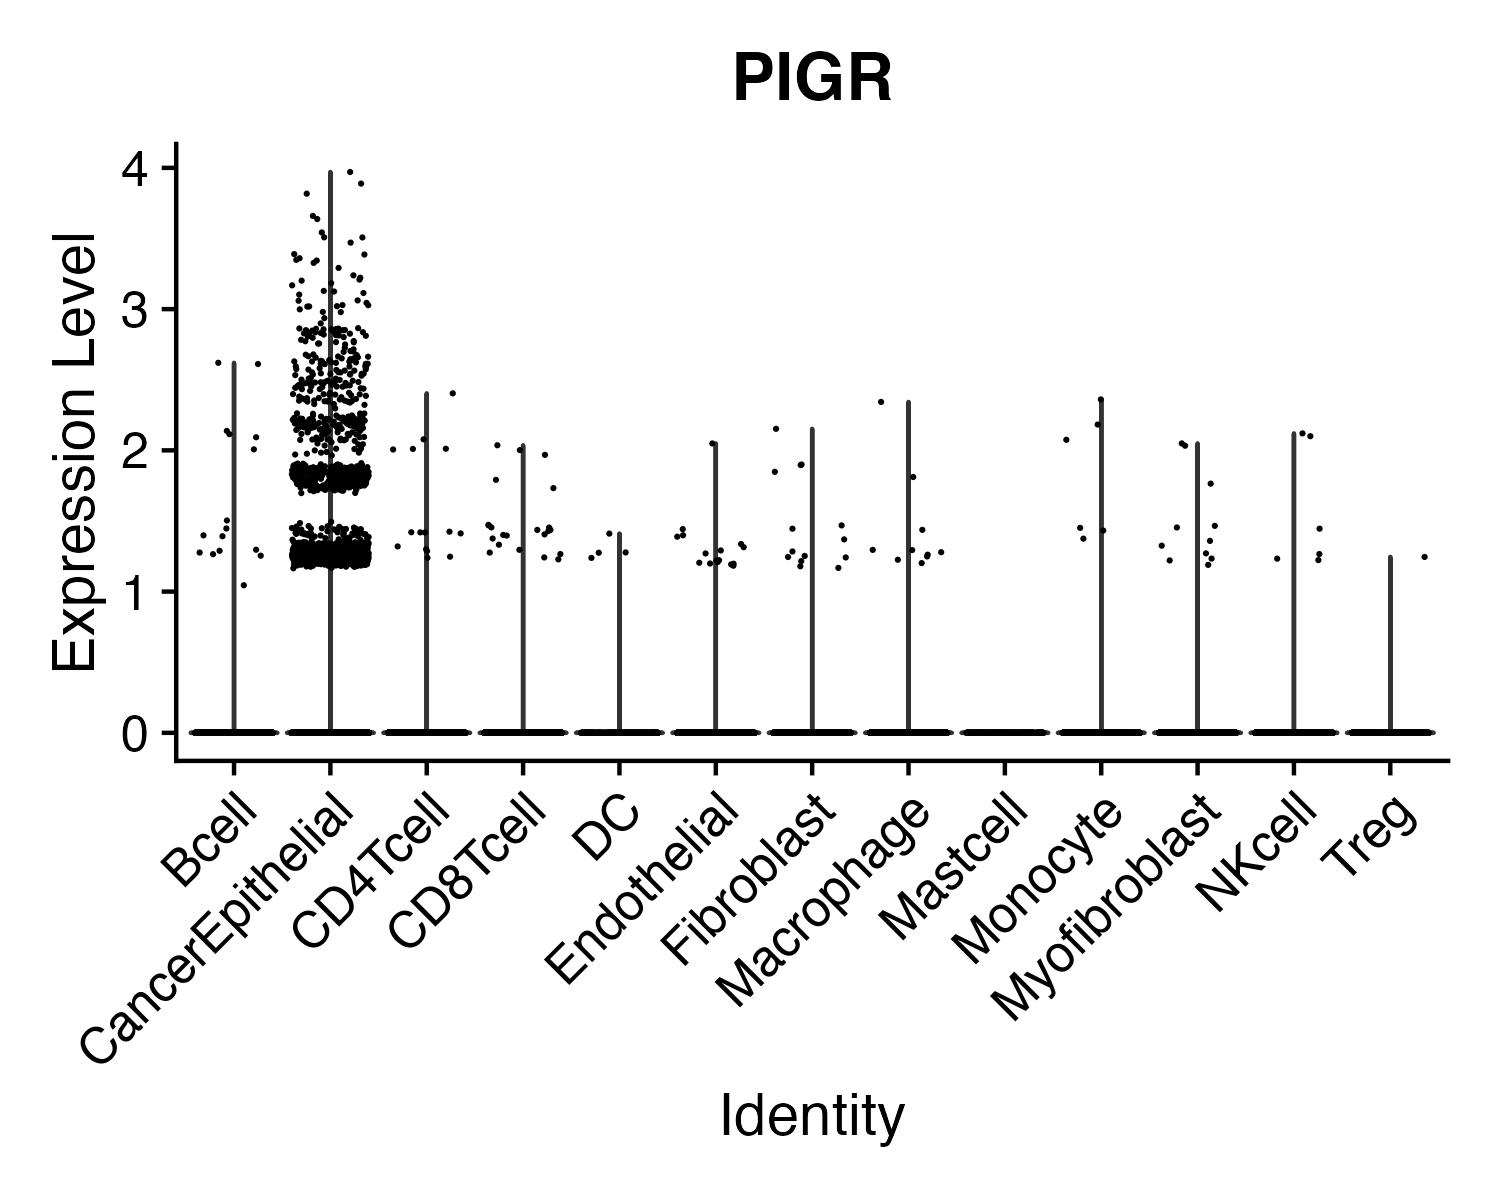 PIGR
Expression Level
4
3
2
1
0
Bcell
CancerEpithelial
CD4Tcell
CD8Tcell
DC
Endothelial
Fibroblast
Macrophage
Mastcell
Monocyte
Myofibroblast
NKcell
Treg
Identity